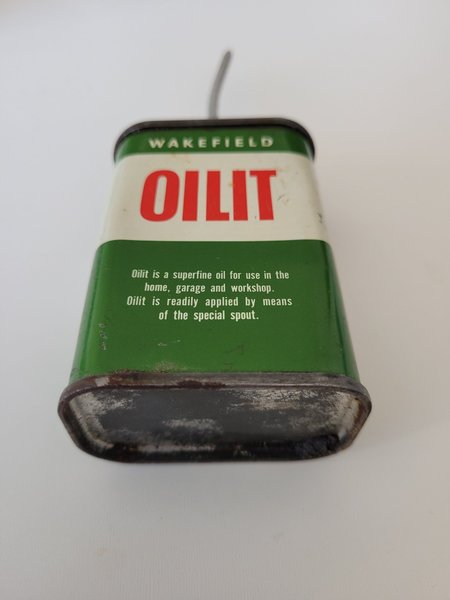 WAKEFIELD
OILIT
Oilit is a superfine oil for use in the
home, garage and workshop.
Oilit is readily applied by means
of the special spout.